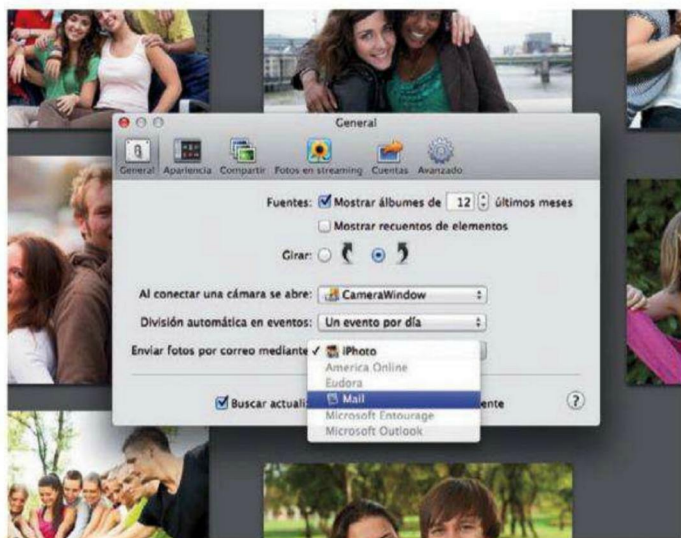 General
General Apariencia Compartir Fotos en streaming Cuentas Avanzado
Fuentes: Mostrar álbumes de 12 últimos meses
Mostrar recuentos de elementos
Girar:
Al conectar una cámara se abre: CameraWindow
División automática en eventos: Un evento por día
Enviar fotos por correo mediante ✓ iPhoto
America Online
Eudora
Mail
Buscar actuali ente ?
Microsoft Entourage
Microsoft Outlook